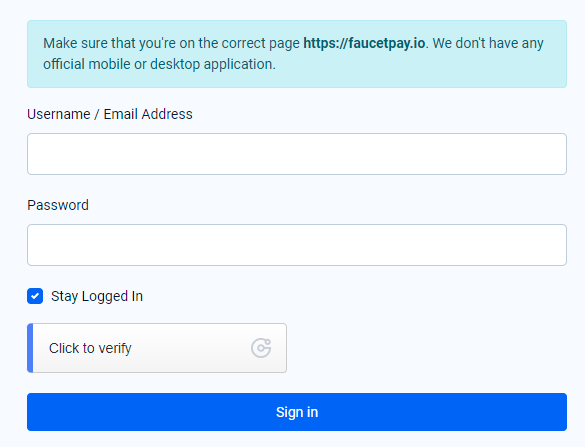 Make sure that you're on the correct page https://faucetpay.io. We don't have any
official mobile or desktop application.
Username / Email Address
Password
Stay Logged In
Click to verify
Sign in